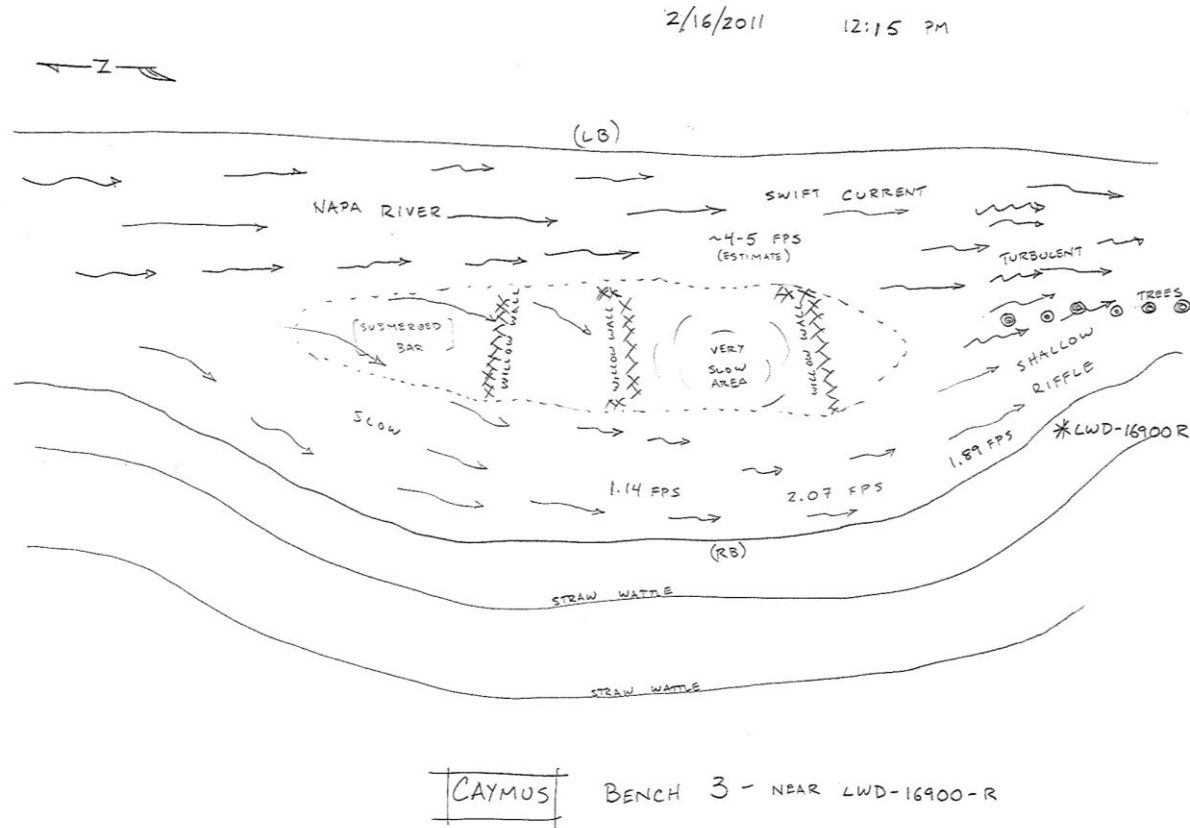 2/16/2011 12:15 PM
Z
(LB)
NAPA RIVER
SWIFT CURRENT
~4-5 FPS
(ESTIMATE)
TURBULENT
TREES
(SUBMERGED
BAR)
WILLOW WALL
WILLOW WALL
VERY
SLOW
AREA
WILLOW WALL
SHALLOW
RIFFLE
SLOW
*LWD-16900R
1.89 FPS
1.14 FPS
2.07 FPS
(RB)
STRAW WATTLE
STRAW WATTLE
CAYMUS BENCH 3 - NEAR LWD-16900-R